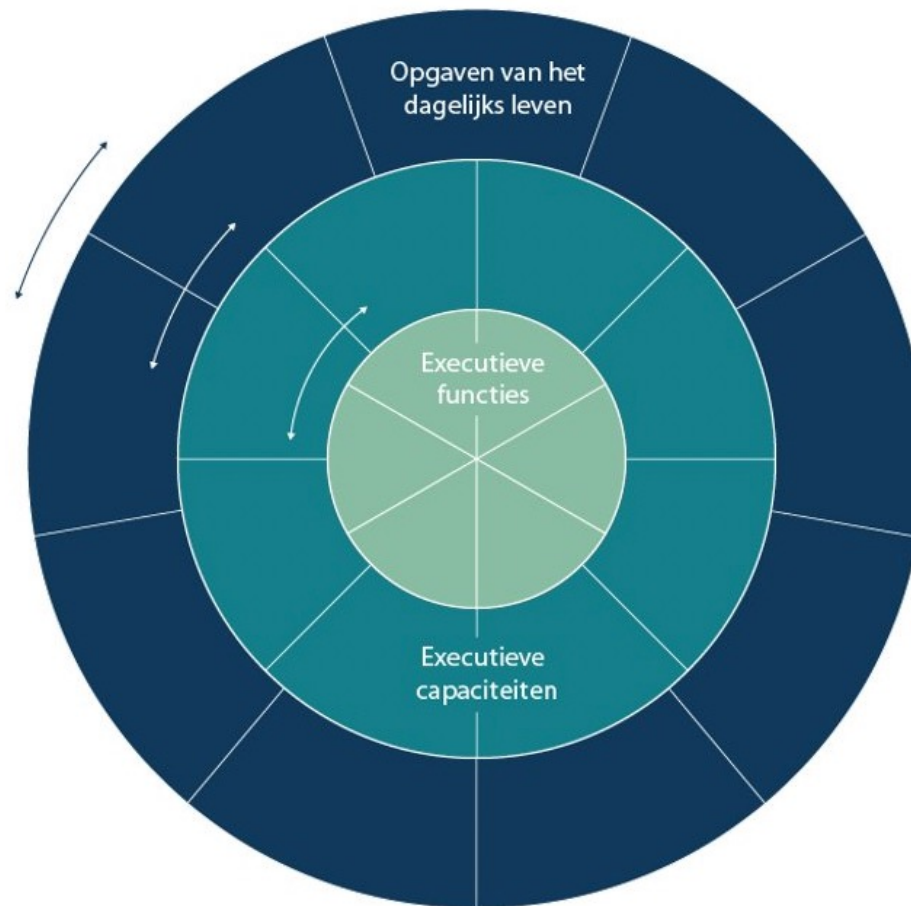 Opgaven van het
dagelijks leven
Executieve
functies
Executieve
capaciteiten